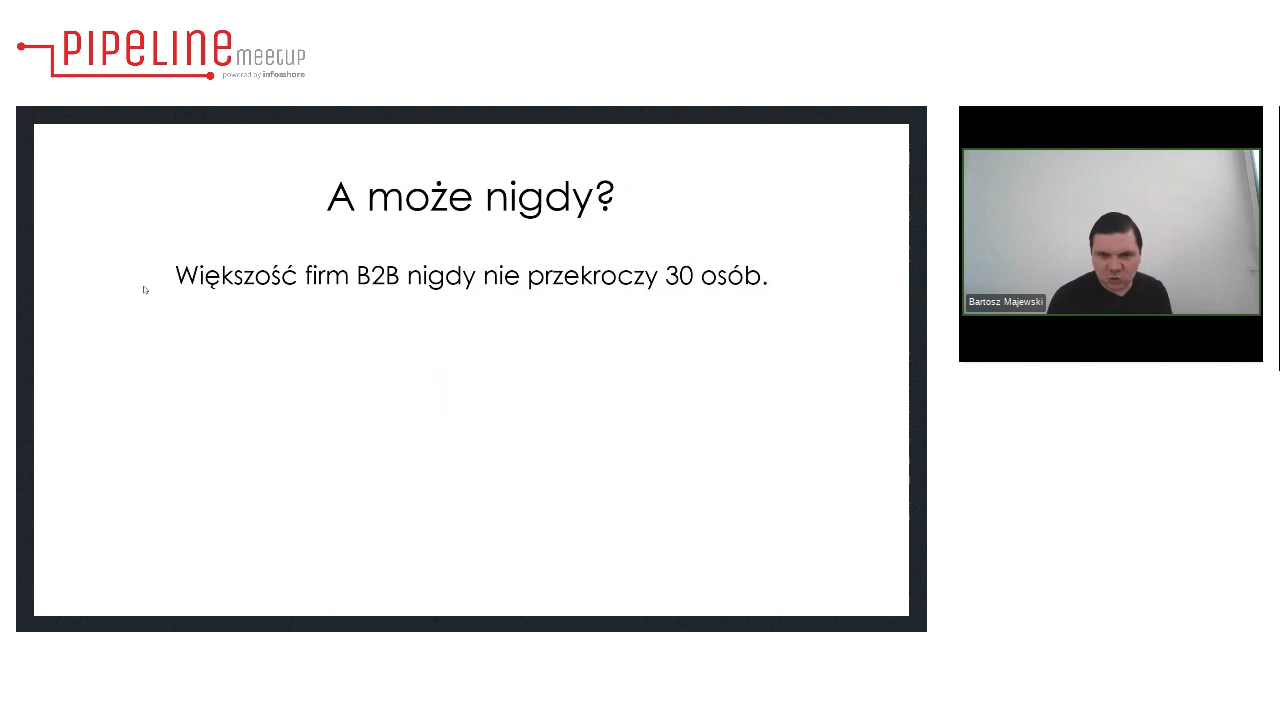 PIPELINE meetup
powered by infoshare
A może nigdy?
Większość firm B2B nigdy nie przekroczy 30 osób.
Bartosz Majewski